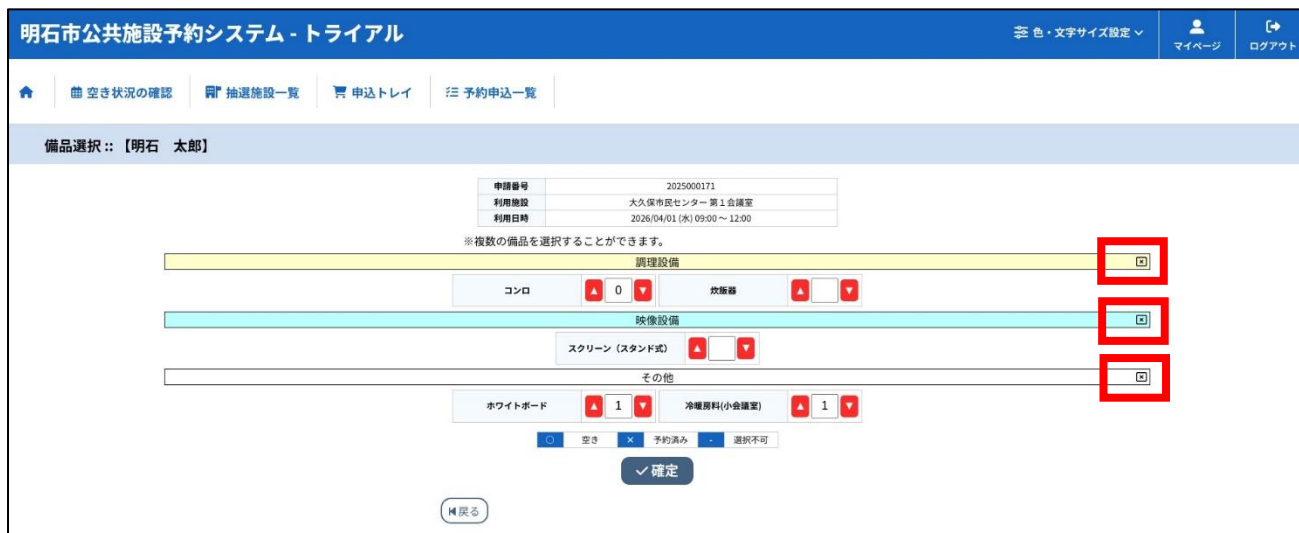 明石市公共施設予約システム - トライアル
色・文字サイズ設定
マイページ
ログアウト
空き状況の確認
抽選施設一覧
申込トレイ
予約申込一覧
備品選択 :: 【明石　太郎】
申請番号 2025000171
利用施設 大久保市民センター 第１会議室
利用日時 2026/04/01 (水) 09:00 ～ 12:00
※複数の備品を選択することができます。
調理設備
コンロ ▲ 0 ▼ 炊飯器 ▲ ▼
映像設備
スクリーン（スタンド式） ▲ ▼
その他
ホワイトボード ▲ 1 ▼ 冷暖房料(小会議室) ▲ 1 ▼
○ 空き × 予約済み - 選択不可
✓確定
戻る